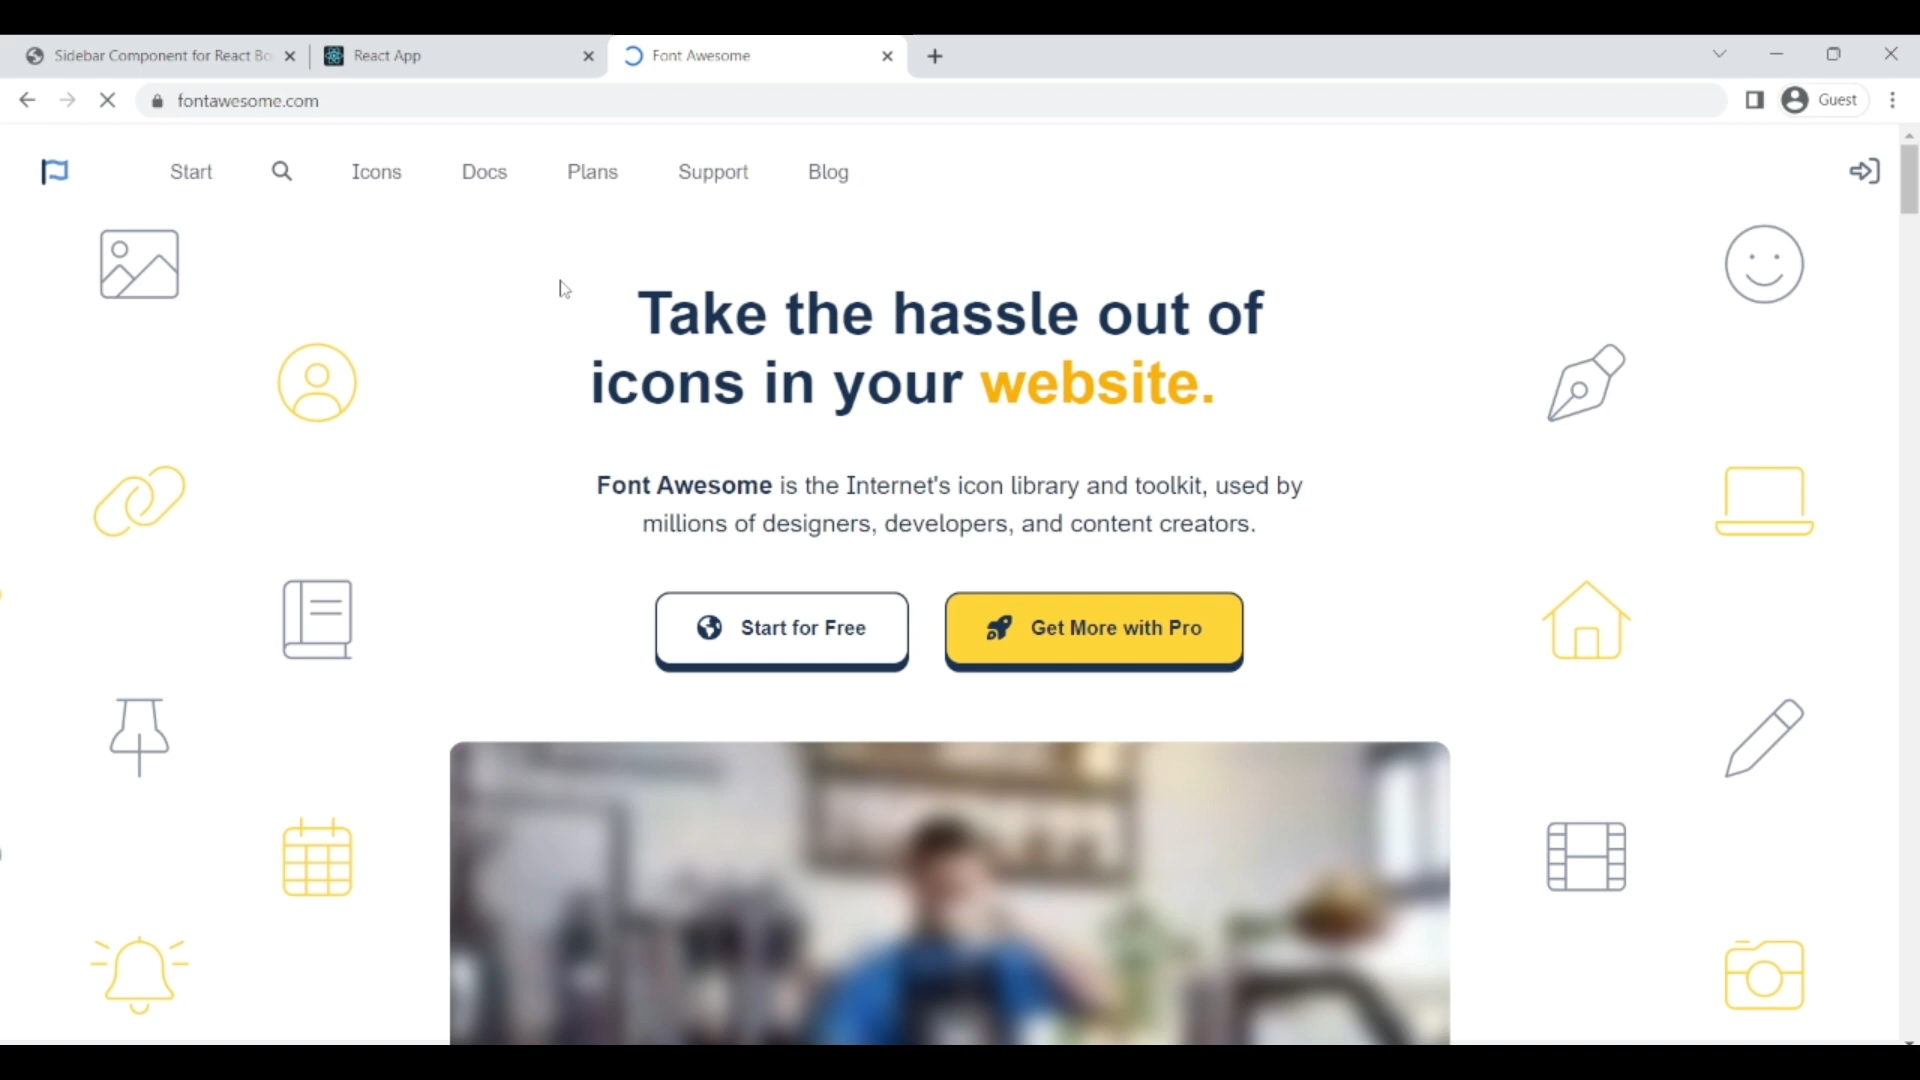 Sidebar Component for React Bo
React App
Font Awesome
fontawesome.com
Guest
Start
Icons
Docs
Plans
Support
Blog
Take the hassle out of
icons in your website.
Font Awesome is the Internet's icon library and toolkit, used by
millions of designers, developers, and content creators.
Start for Free
Get More with Pro